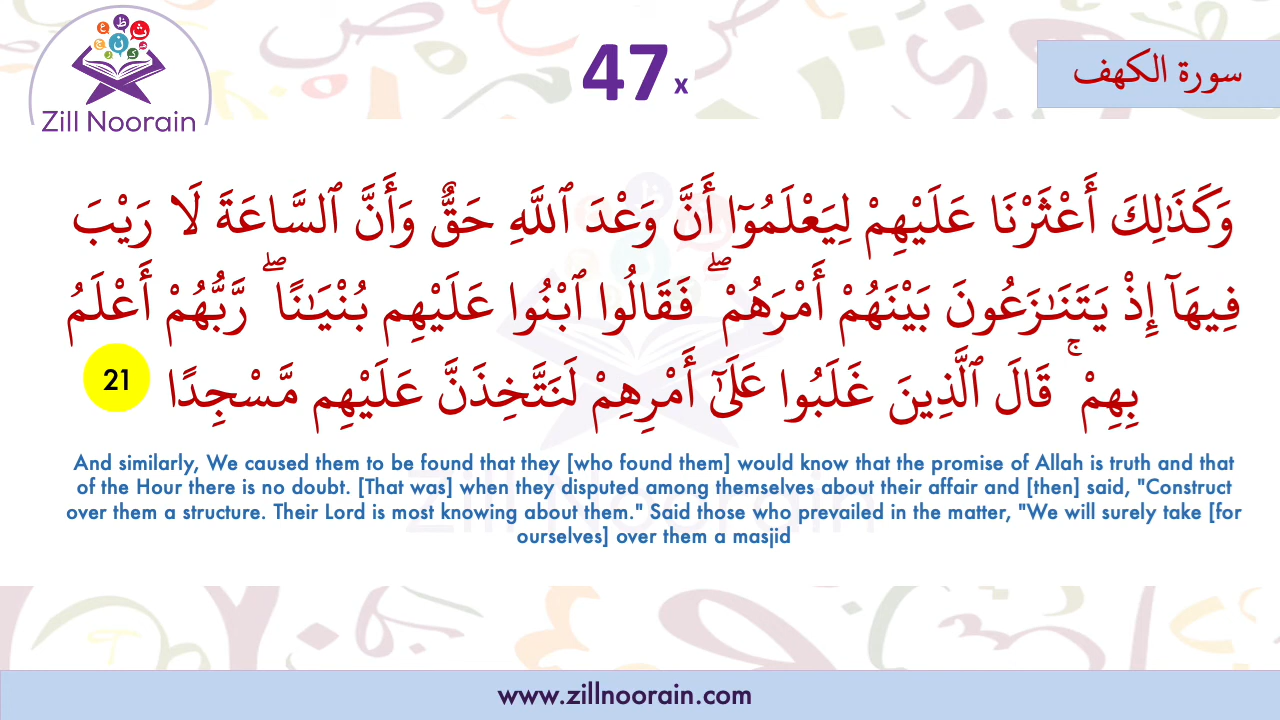 Zill Noorain
47 x
سورة الكهف
وَكَذَٰلِكَ أَعْثَرْنَا عَلَيْهِمْ لِيَعْلَمُوٓا۟ أَنَّ وَعْدَ ٱللَّهِ حَقٌّ وَأَنَّ ٱلسَّاعَةَ لَا رَيْبَ
فِيهَآ إِذْ يَتَنَـٰزَعُونَ بَيْنَهُمْ أَمْرَهُمْ ۖ فَقَالُوا ٱبْنُوا عَلَيْهِم بُنْيَـٰنًا ۖ رَّبُّهُمْ أَعْلَمُ
بِهِمْ ۚ قَالَ ٱلَّذِينَ غَلَبُوا عَلَىٰٓ أَمْرِهِمْ لَنَتَّخِذَنَّ عَلَيْهِم مَّسْجِدًا 21
And similarly, We caused them to be found that they [who found them] would know that the promise of Allah is truth and that
of the Hour there is no doubt. [That was] when they disputed among themselves about their affair and [then] said, "Construct
over them a structure. Their Lord is most knowing about them." Said those who prevailed in the matter, "We will surely take [for
ourselves] over them a masjid
www.zillnoorain.com